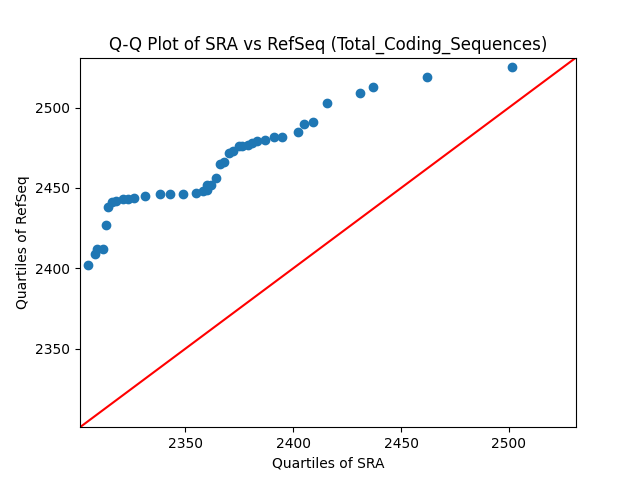 Q-Q Plot of SRA vs RefSeq (Total_Coding_Sequences)
2500
2450
2400
2350
Quartiles of RefSeq
2350 2400 2450 2500
Quartiles of SRA